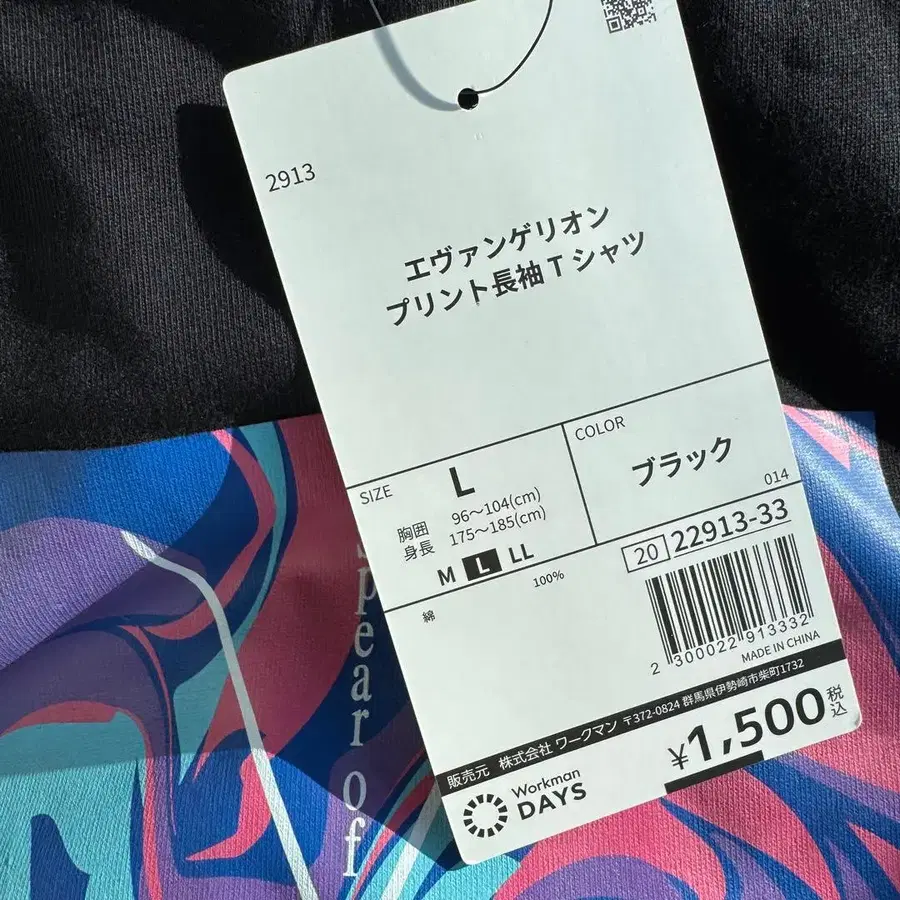 2913
エヴァンゲリオン
プリント長袖Tシャツ
SIZE
L
胸囲 96～104(cm)
身長 175～185(cm)
M L LL
COLOR
ブラック
014
綿 100%
20 22913-33
2 300022 913332
MADE IN CHINA
販売元 株式会社 ワークマン 〒372-0824 群馬県伊勢崎市柴町1732
Workman
DAYS
¥1,500 税込
spear of